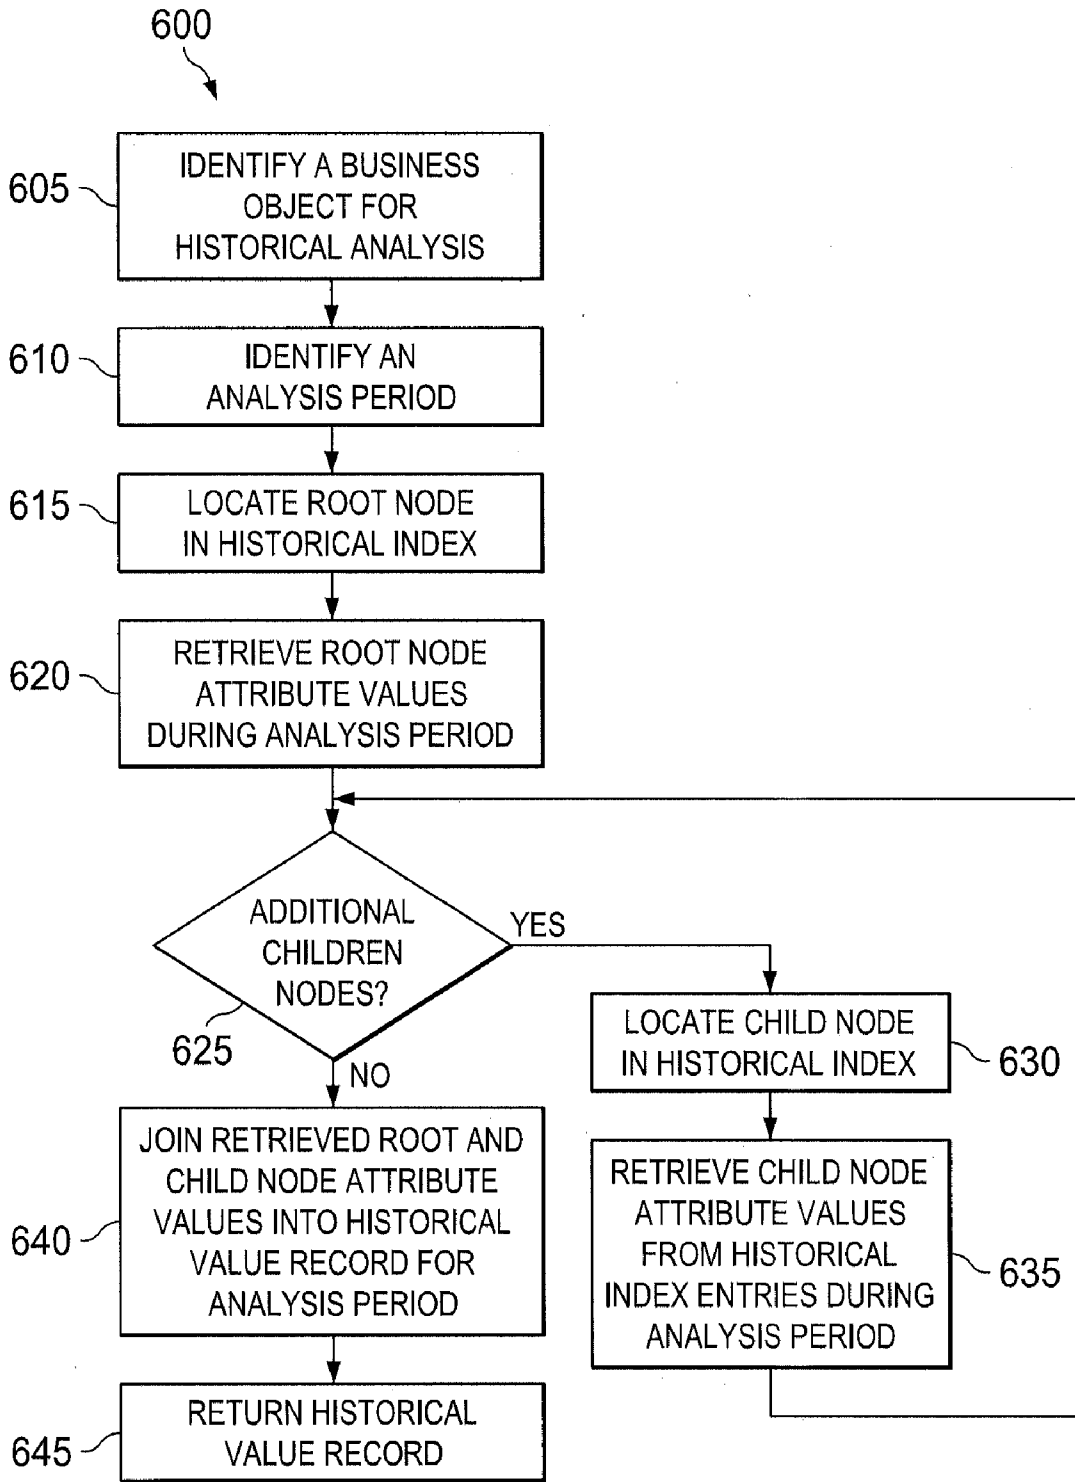 600
605
IDENTIFY A BUSINESS
OBJECT FOR
HISTORICAL ANALYSIS
610
IDENTIFY AN
ANALYSIS PERIOD
615
LOCATE ROOT NODE
IN HISTORICAL INDEX
620
RETRIEVE ROOT NODE
ATTRIBUTE VALUES
DURING ANALYSIS PERIOD
ADDITIONAL
CHILDREN
NODES?
625
YES
NO
LOCATE CHILD NODE
IN HISTORICAL INDEX
630
RETRIEVE CHILD NODE
ATTRIBUTE VALUES
FROM HISTORICAL
INDEX ENTRIES DURING
ANALYSIS PERIOD
635
JOIN RETRIEVED ROOT AND
CHILD NODE ATTRIBUTE
VALUES INTO HISTORICAL
VALUE RECORD FOR
ANALYSIS PERIOD
640
RETURN HISTORICAL
VALUE RECORD
645